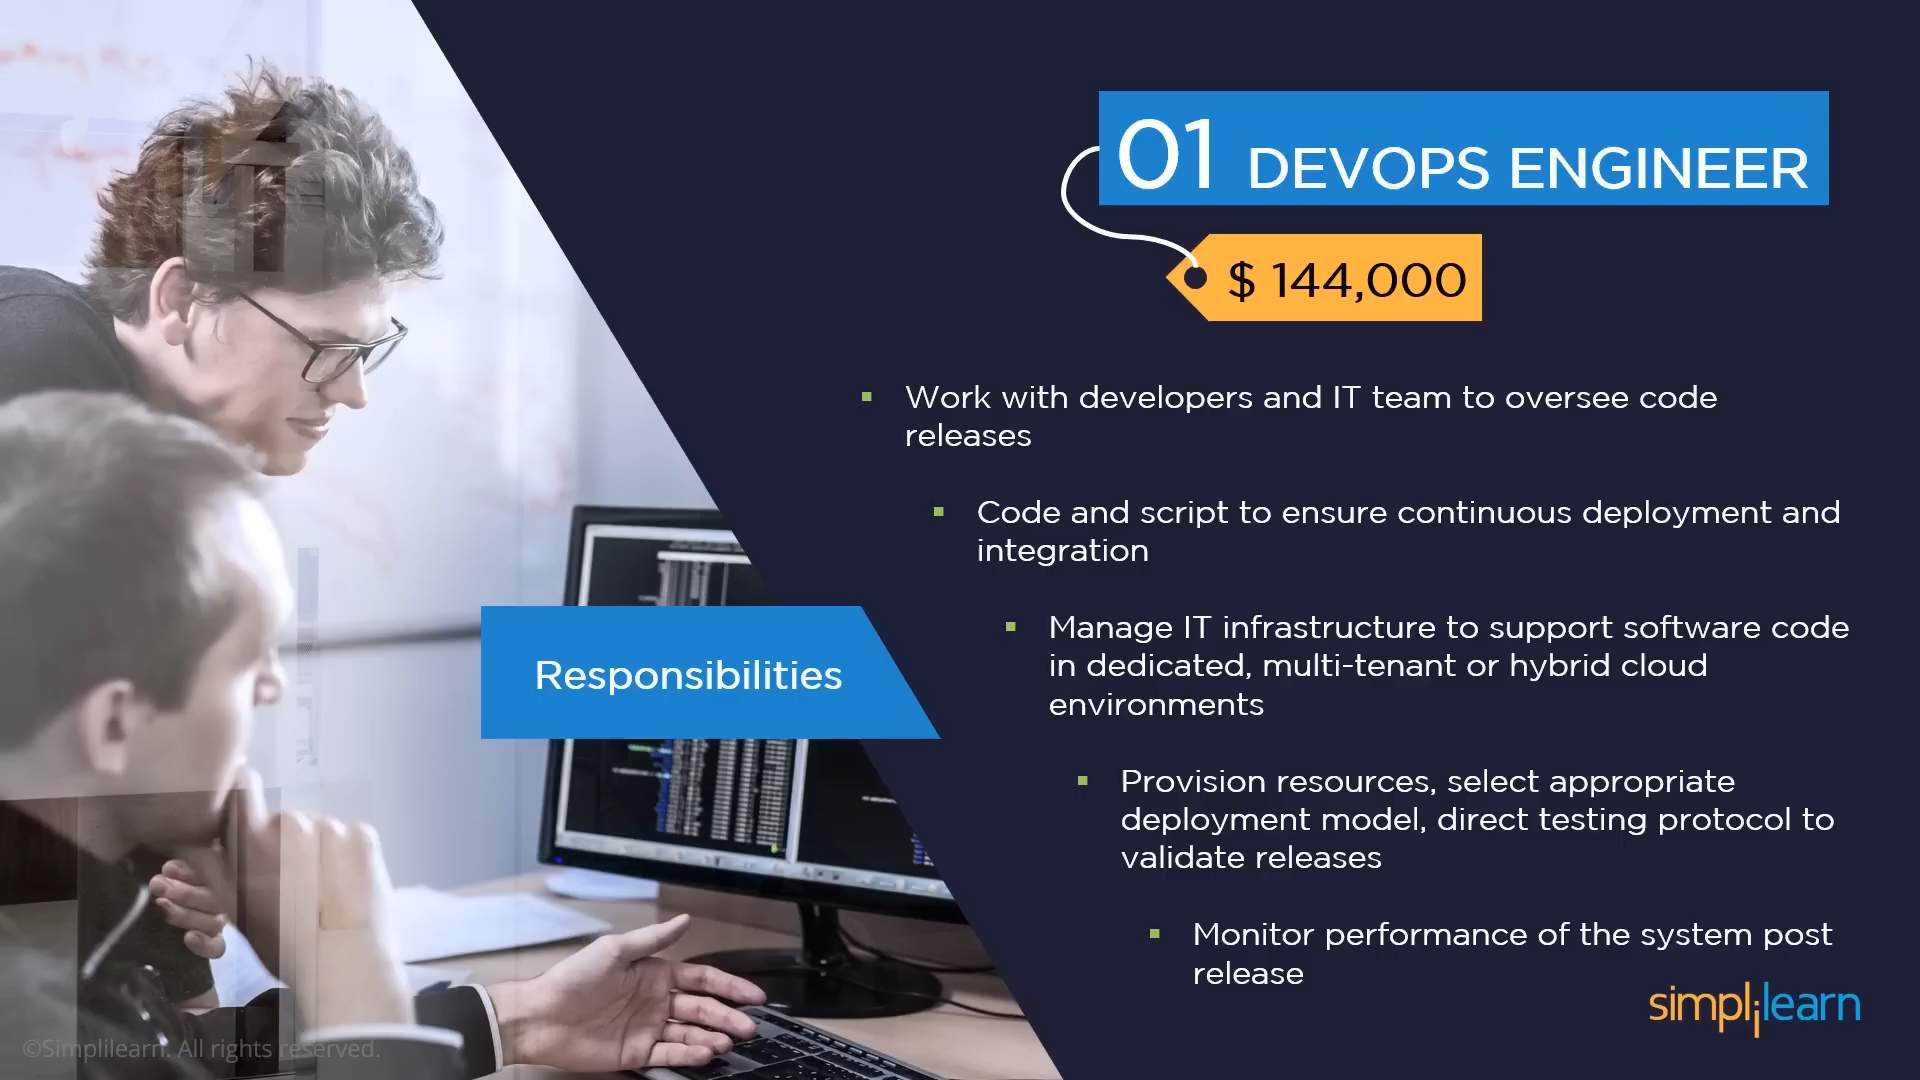 01 DEVOPS ENGINEER
$ 144,000
Work with developers and IT team to oversee code
releases
Code and script to ensure continuous deployment and
integration
Manage IT infrastructure to support software code
in dedicated, multi-tenant or hybrid cloud
environments
Responsibilities
Provision resources, select appropriate
deployment model, direct testing protocol to
validate releases
Monitor performance of the system post
release
simplilearn
©Simplilearn. All rights reserved.